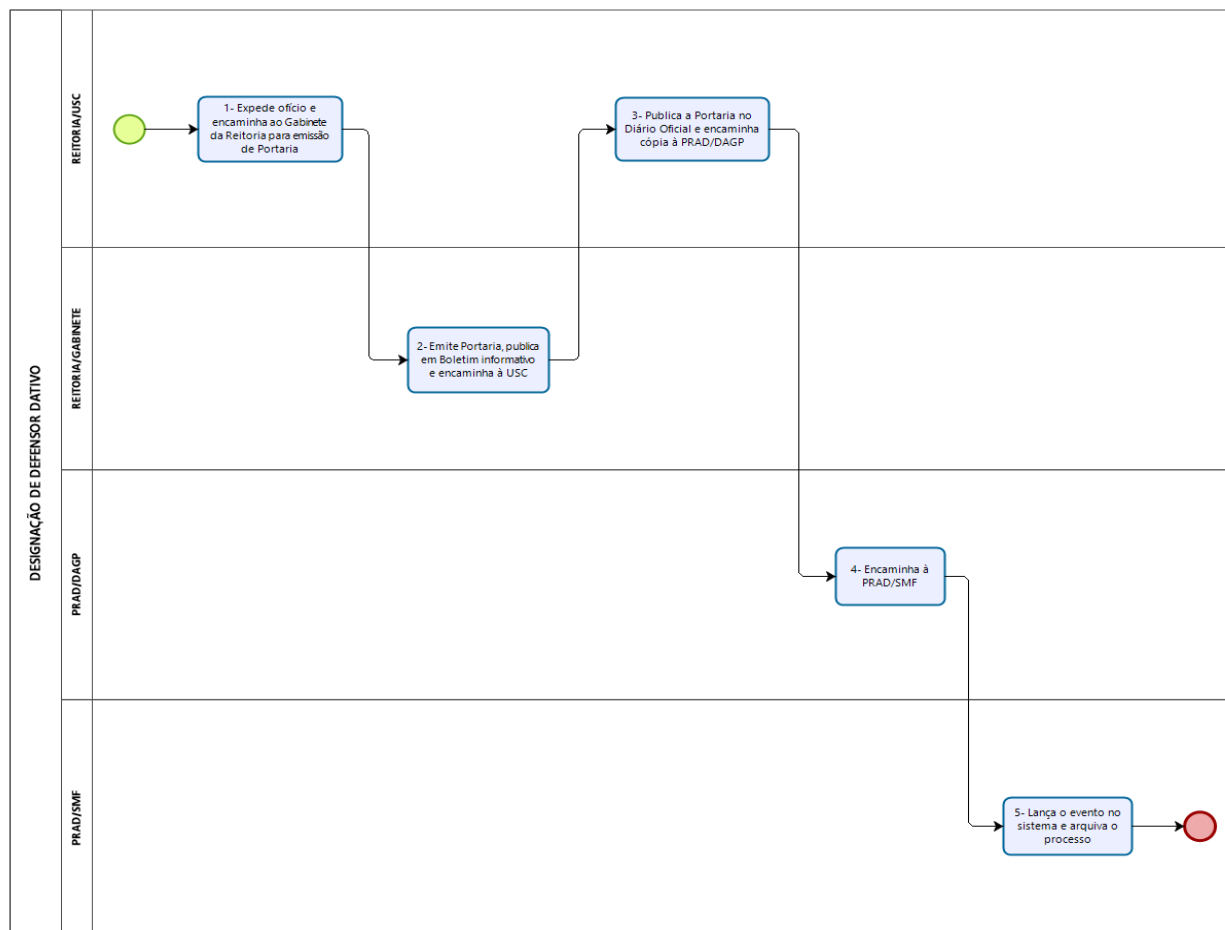 DESIGNAÇÃO DE DEFENSOR DATIVO
REITORIA/USC
1- Expede ofício e
encaminha ao Gabinete
da Reitoria para emissão
de Portaria
3- Publica a Portaria no
Diário Oficial e encaminha
cópia à PRAD/DAGP
REITORIA/GABINETE
2- Emite Portaria, publica
em Boletim informativo
e encaminha à USC
PRAD/DAGP
4- Encaminha à
PRAD/SMF
PRAD/SMF
5- Lança o evento no
sistema e arquiva o
processo